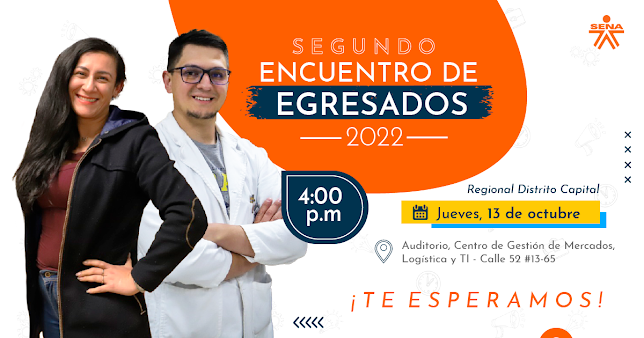 SENA
SEGUNDO
ENCUENTRO DE
EGRESADOS
2022
4:00
p.m
Regional Distrito Capital
Jueves, 13 de octubre
Auditorio, Centro de Gestión de Mercados,
Logística y TI - Calle 52 #13-65
¡TE ESPERAMOS!